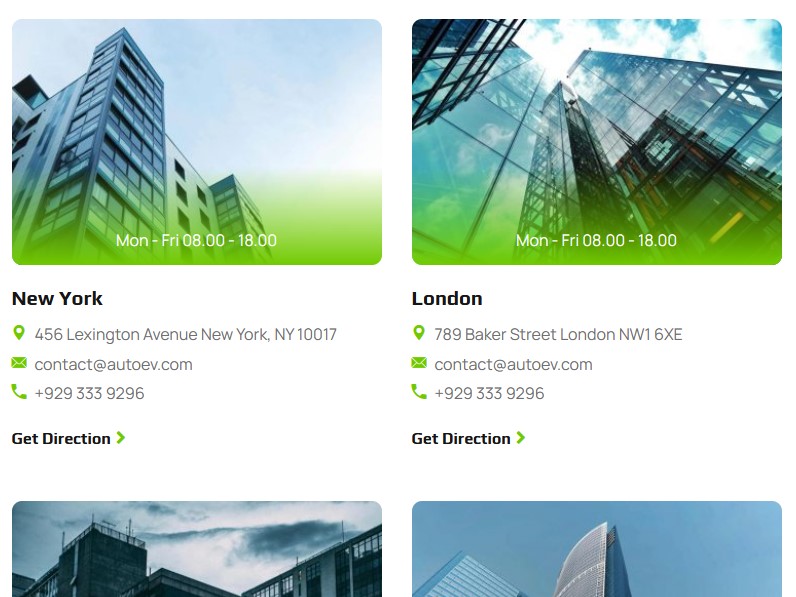 Mon - Fri 08.00 - 18.00
New York
456 Lexington Avenue New York, NY 10017
contact@autoev.com
+929 333 9296
Get Direction
Mon - Fri 08.00 - 18.00
London
789 Baker Street London NW1 6XE
contact@autoev.com
+929 333 9296
Get Direction